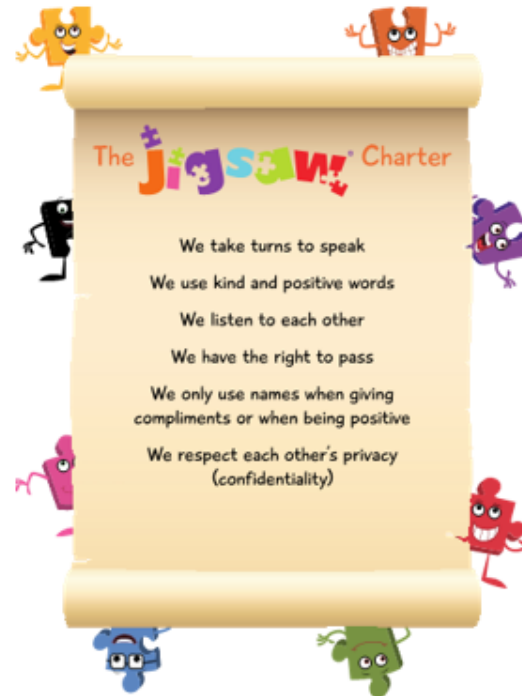 The Jigsaw® Charter
We take turns to speak
We use kind and positive words
We listen to each other
We have the right to pass
We only use names when giving
compliments or when being positive
We respect each other's privacy
(confidentiality)